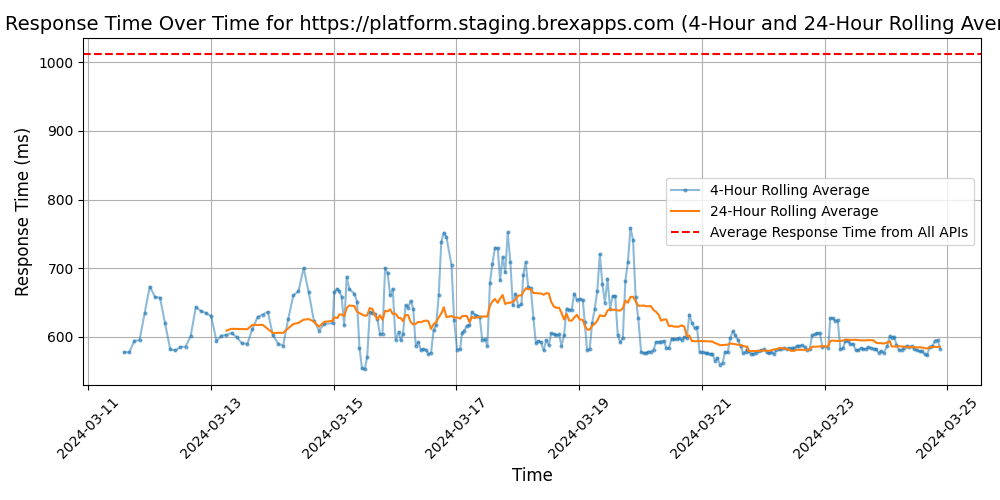 Response Time Over Time for https://platform.staging.brexapps.com (4-Hour and 24-Hour Rolling Aver
Response Time (ms)
1000
900
800
700
600
4-Hour Rolling Average
24-Hour Rolling Average
Average Response Time from All APIs
2024-03-11
2024-03-13
2024-03-15
2024-03-17
2024-03-19
2024-03-21
2024-03-23
2024-03-25
Time